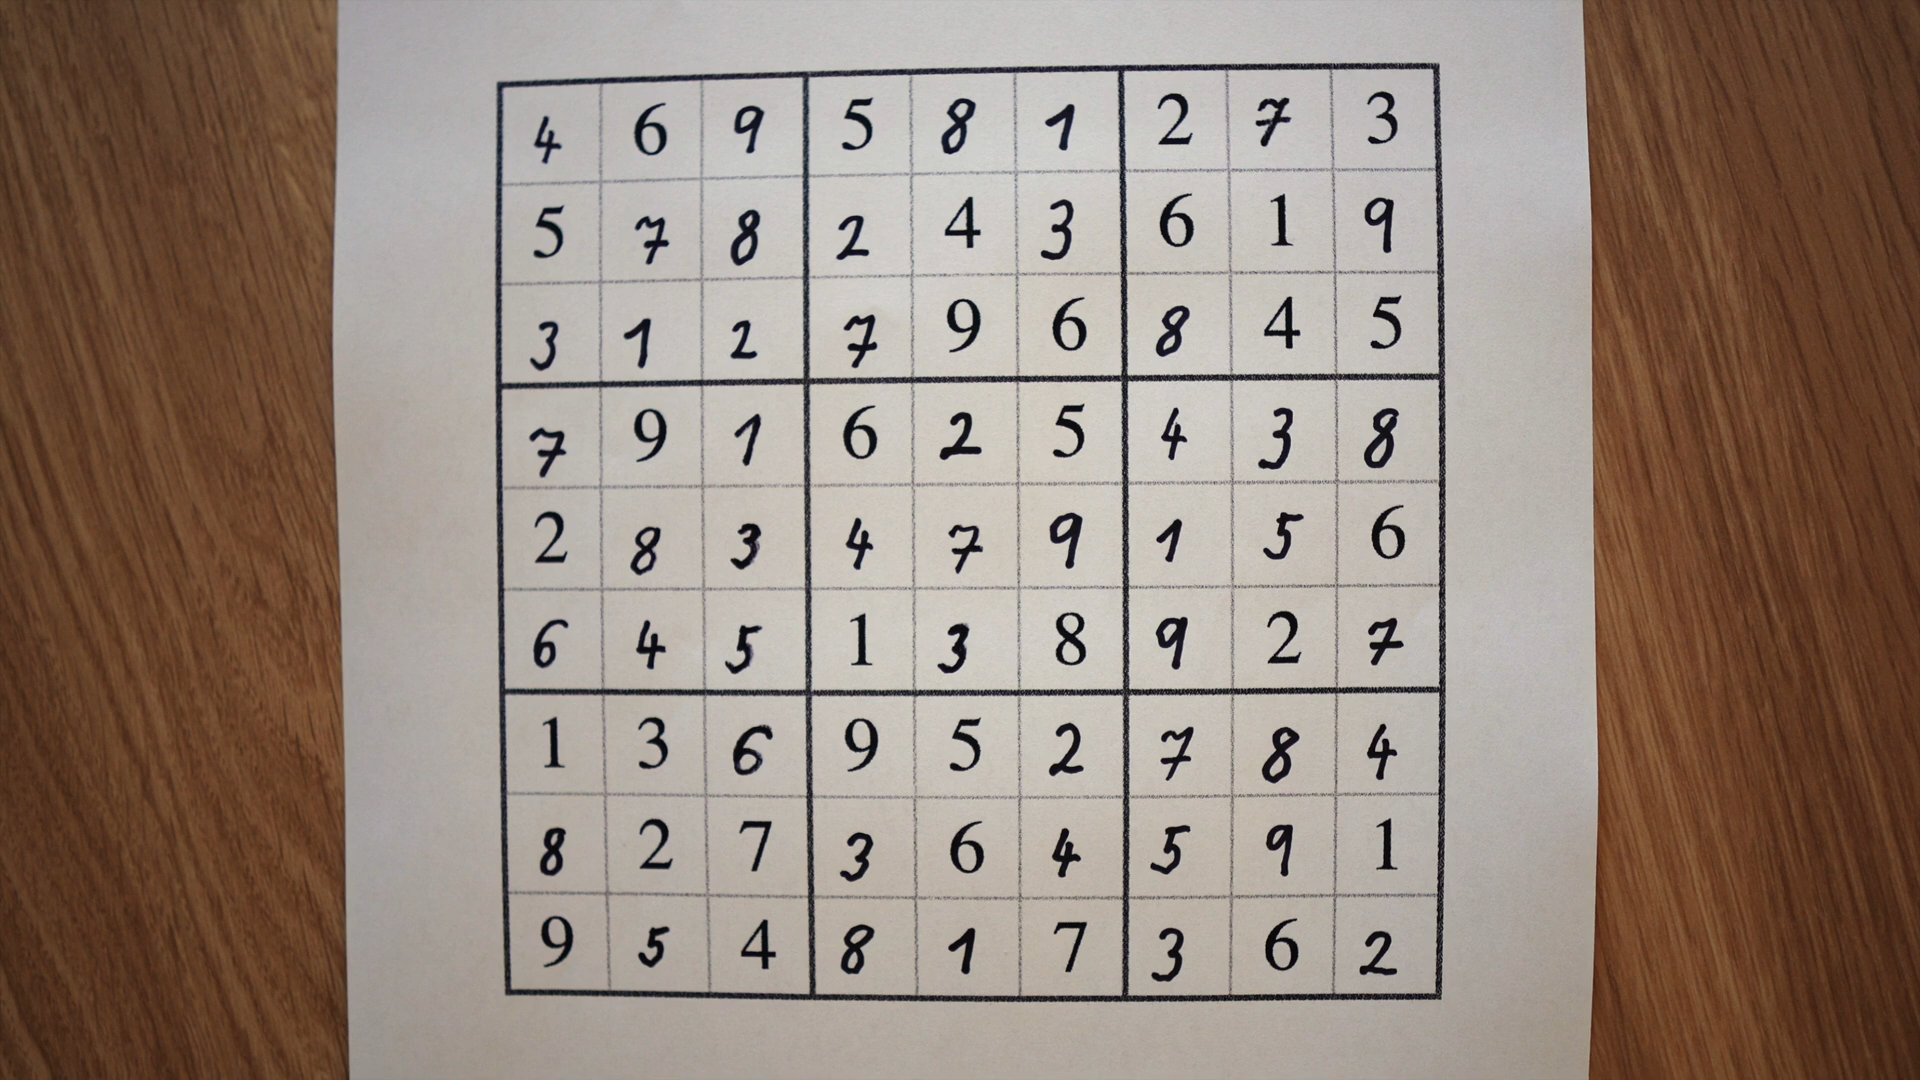 4 6 9 5 8 1 2 7 3
5 7 8 2 4 3 6 1 9
3 1 2 7 9 6 8 4 5
7 9 1 6 2 5 4 3 8
2 8 3 4 7 9 1 5 6
6 4 5 1 3 8 9 2 7
1 3 6 9 5 2 7 8 4
8 2 7 3 6 4 5 9 1
9 5 4 8 1 7 3 6 2